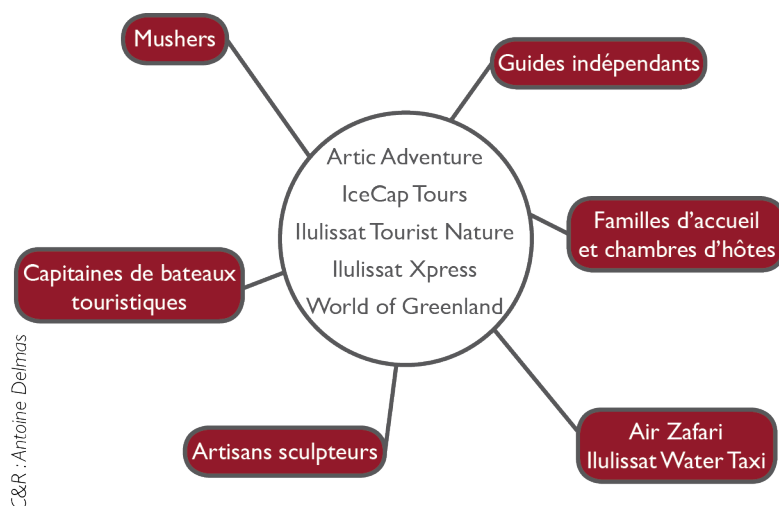 Mushers
Guides indépendants
Artic Adventure
IceCap Tours
Ilulissat Tourist Nature
Ilulissat Xpress
World of Greenland
Familles d'accueil
et chambres d'hôtes
Capitaines de bateaux
touristiques
Artisans sculpteurs
Air Zafari
Ilulissat Water Taxi
C&R : Antoine Delmas